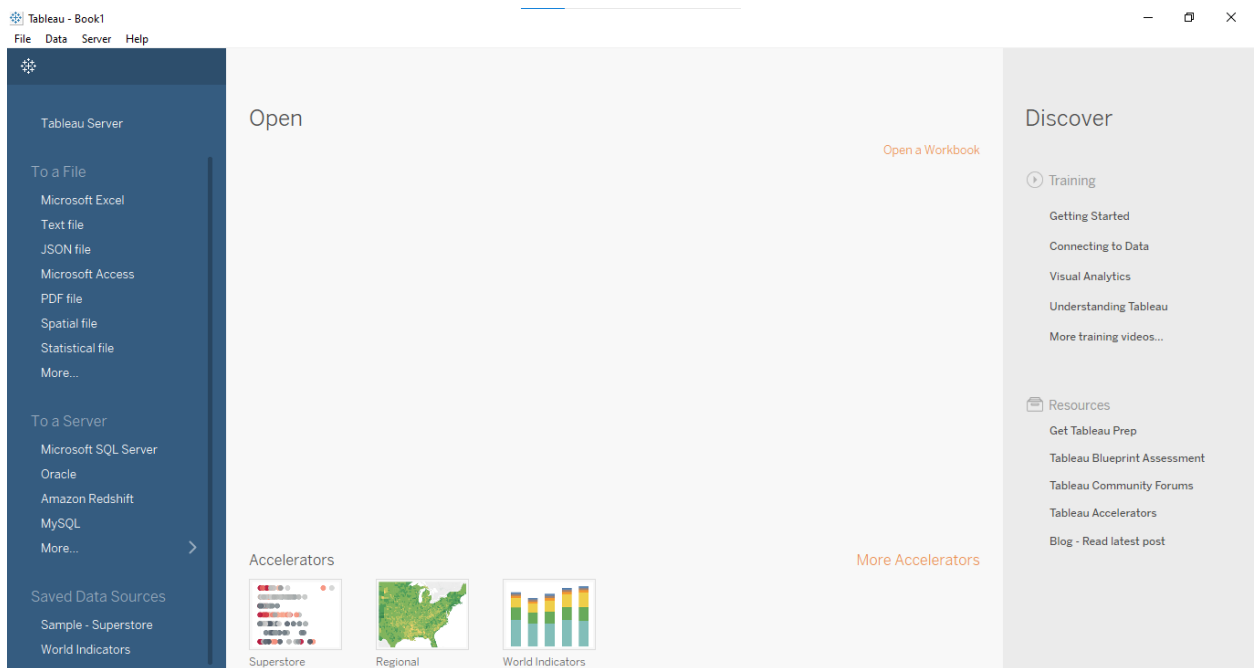 Tableau - Book1
File Data Server Help
Tableau Server
To a File
Microsoft Excel
Text file
JSON file
Microsoft Access
PDF file
Spatial file
Statistical file
More...
To a Server
Microsoft SQL Server
Oracle
Amazon Redshift
MySQL
More...
Saved Data Sources
Sample - Superstore
World Indicators
Open
Open a Workbook
Accelerators
More Accelerators
Superstore
Regional
World Indicators
Discover
Training
Getting Started
Connecting to Data
Visual Analytics
Understanding Tableau
More training videos...
Resources
Get Tableau Prep
Tableau Blueprint Assessment
Tableau Community Forums
Tableau Accelerators
Blog - Read latest post